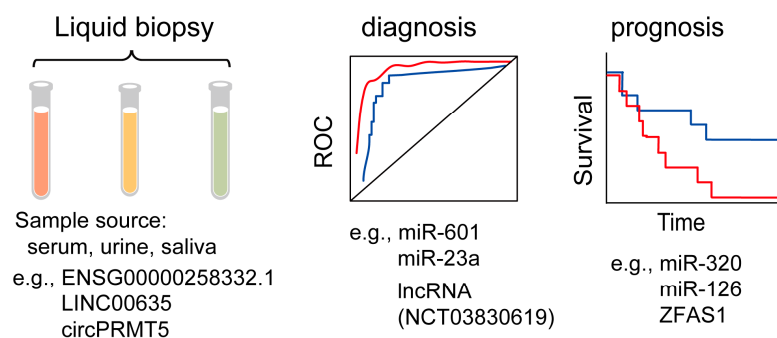 Liquid biopsy
Sample source:
serum, urine, saliva
e.g., ENSG00000258332.1
LINC00635
circPRMT5
diagnosis
ROC
e.g., miR-601
miR-23a
lncRNA
(NCT03830619)
prognosis
Survival
Time
e.g., miR-320
miR-126
ZFAS1